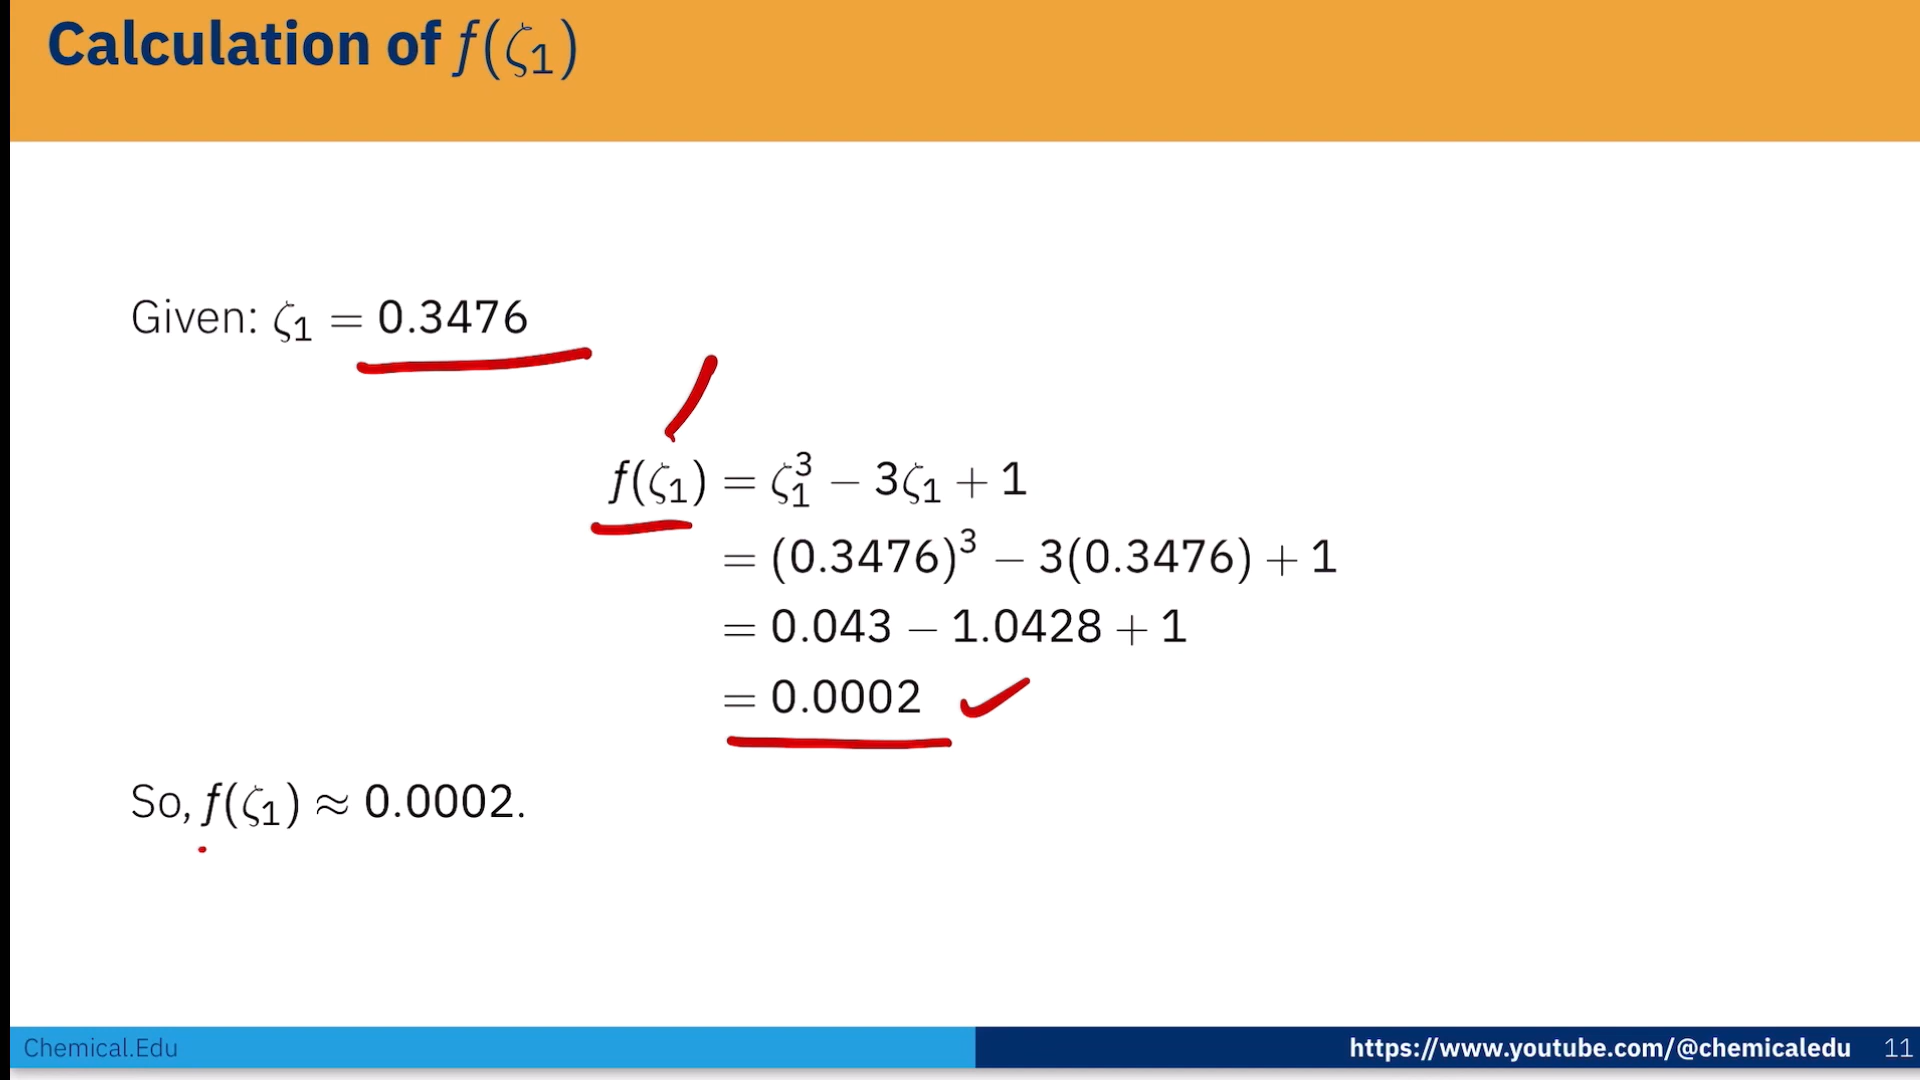 Calculation of f(ζ₁)
Given: ζ₁ = 0.3476
f(ζ₁) = ζ₁³ − 3ζ₁ + 1
= (0.3476)³ − 3(0.3476) + 1
= 0.043 − 1.0428 + 1
= 0.0002
So, f(ζ₁) ≈ 0.0002.
Chemical.Edu
https://www.youtube.com/@chemicaledu 11